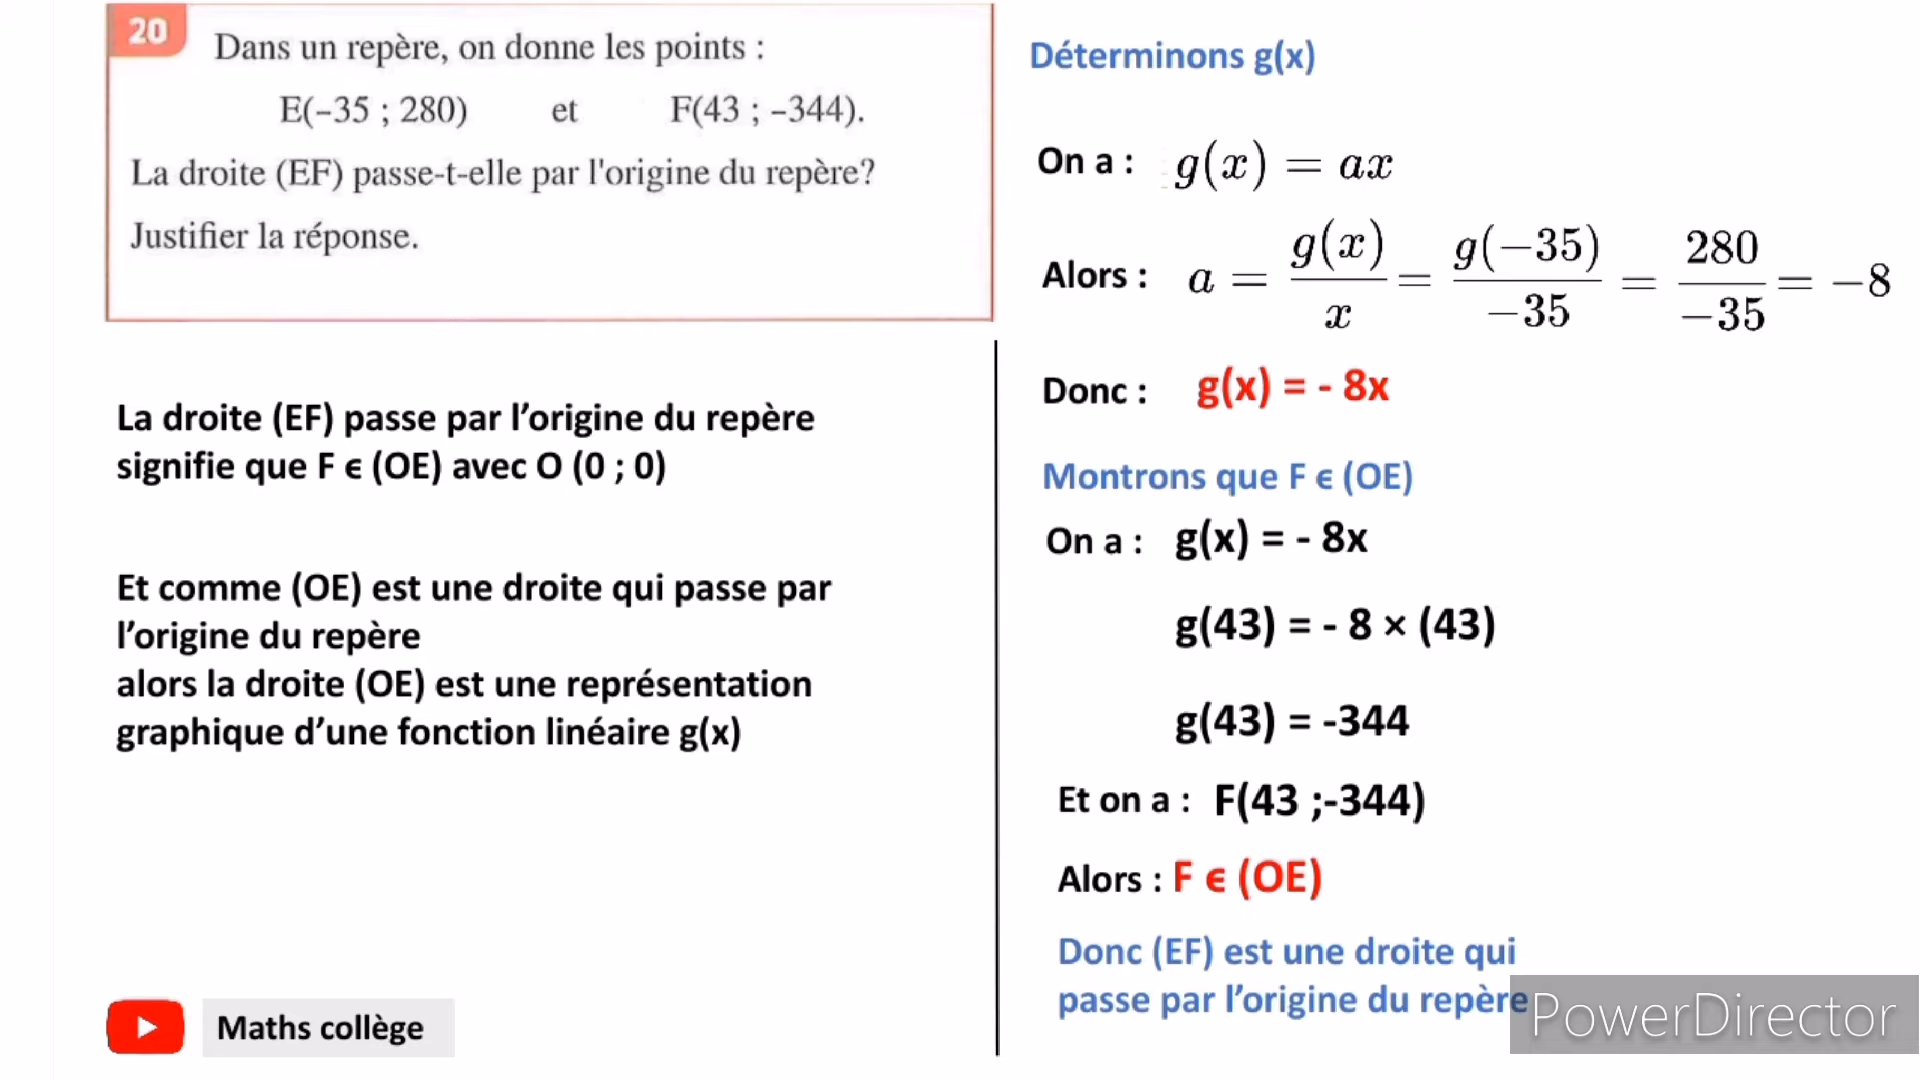 20
Dans un repère, on donne les points :
E(−35 ; 280) et F(43 ; −344).
La droite (EF) passe-t-elle par l'origine du repère?
Justifier la réponse.
La droite (EF) passe par l’origine du repère
signifie que F ϵ (OE) avec O (0 ; 0)
Et comme (OE) est une droite qui passe par
l’origine du repère
alors la droite (OE) est une représentation
graphique d’une fonction linéaire g(x)
Maths collège
Déterminons g(x)
On a : g(x) = ax
Alors : a = g(x)/x = g(−35)/−35 = 280/−35 = −8
Donc : g(x) = - 8x
Montrons que F ϵ (OE)
On a : g(x) = - 8x
g(43) = - 8 × (43)
g(43) = -344
Et on a : F(43 ;-344)
Alors : F ϵ (OE)
Donc (EF) est une droite qui
passe par l’origine du repère
PowerDirector